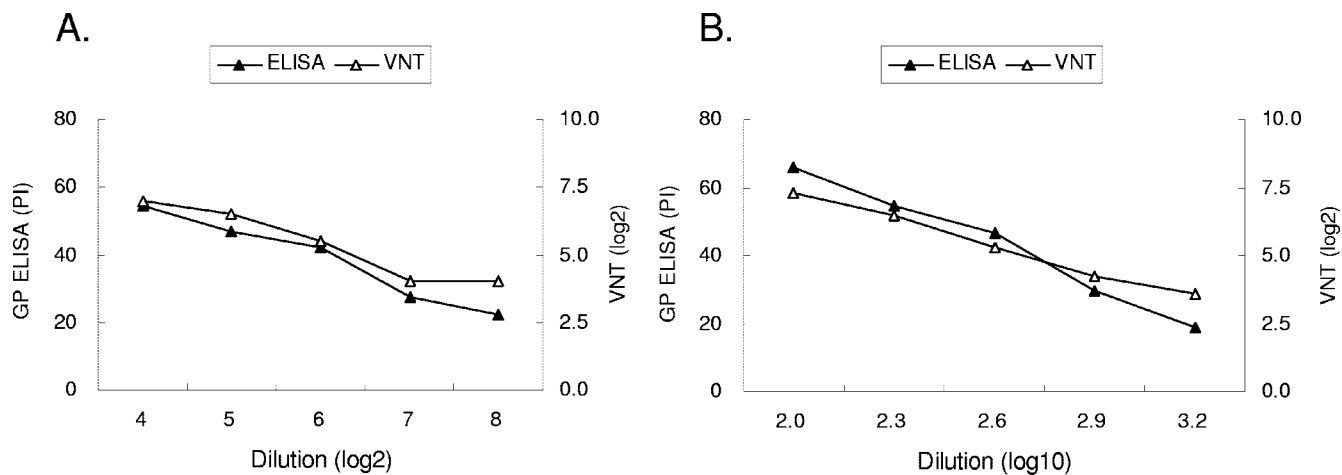 A.
ELISA VNT
80
60
40
20
0
GP ELISA (PI)
10.0
7.5
5.0
2.5
0.0
VNT (log2)
4 5 6 7 8
Dilution (log2)
B.
ELISA VNT
80
60
40
20
0
GP ELISA (PI)
10.0
7.5
5.0
2.5
0.0
VNT (log2)
2.0 2.3 2.6 2.9 3.2
Dilution (log10)